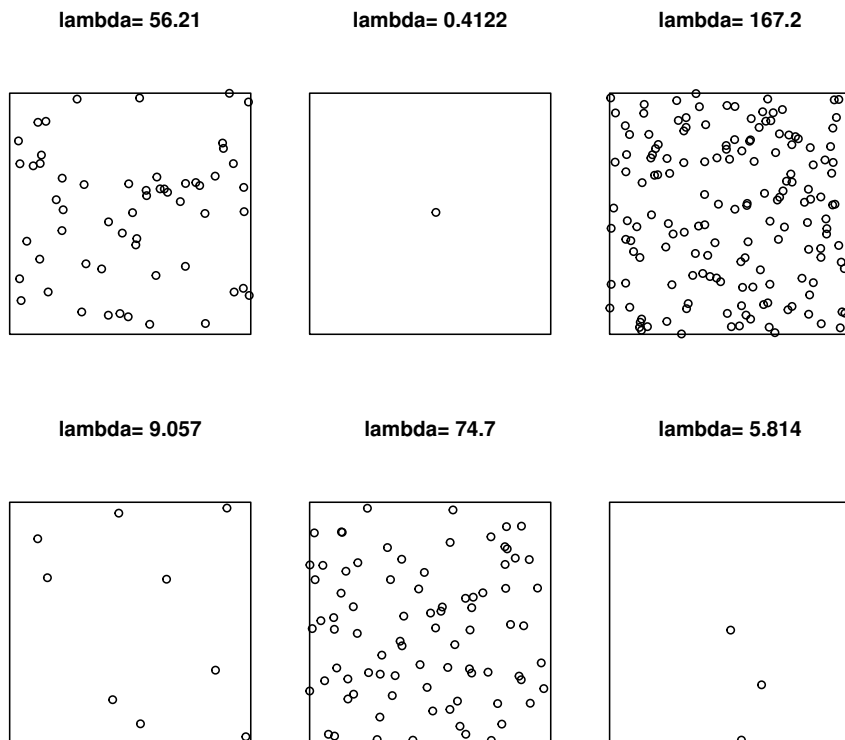 lambda= 56.21
lambda= 0.4122
lambda= 167.2
lambda= 9.057
lambda= 74.7
lambda= 5.814